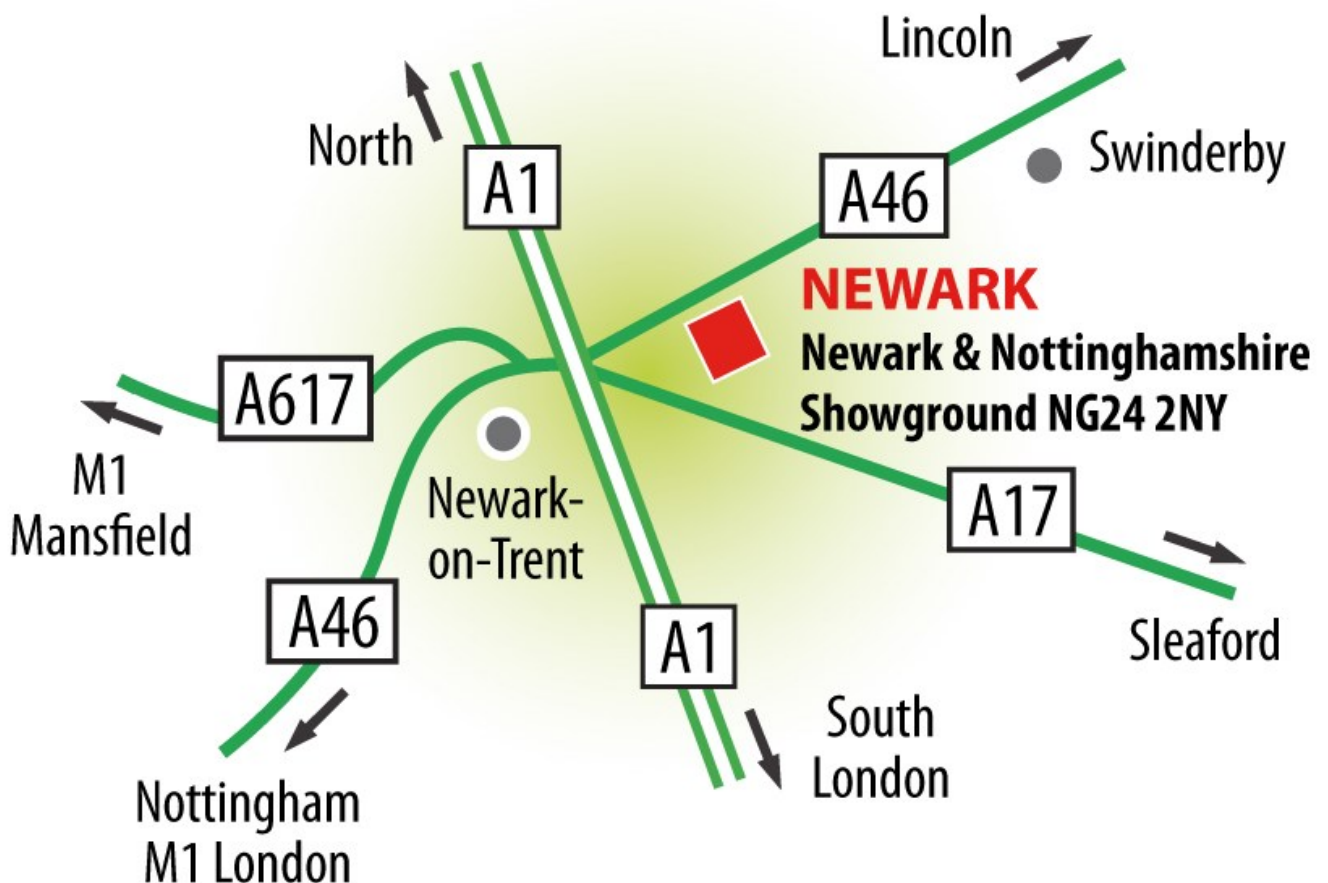 Lincoln
North
Swinderby
A1
A46
NEWARK
Newark & Nottinghamshire
Showground NG24 2NY
A617
M1
Mansfield
Newark-
on-Trent
A17
A46
A1
Sleaford
South
London
Nottingham
M1 London